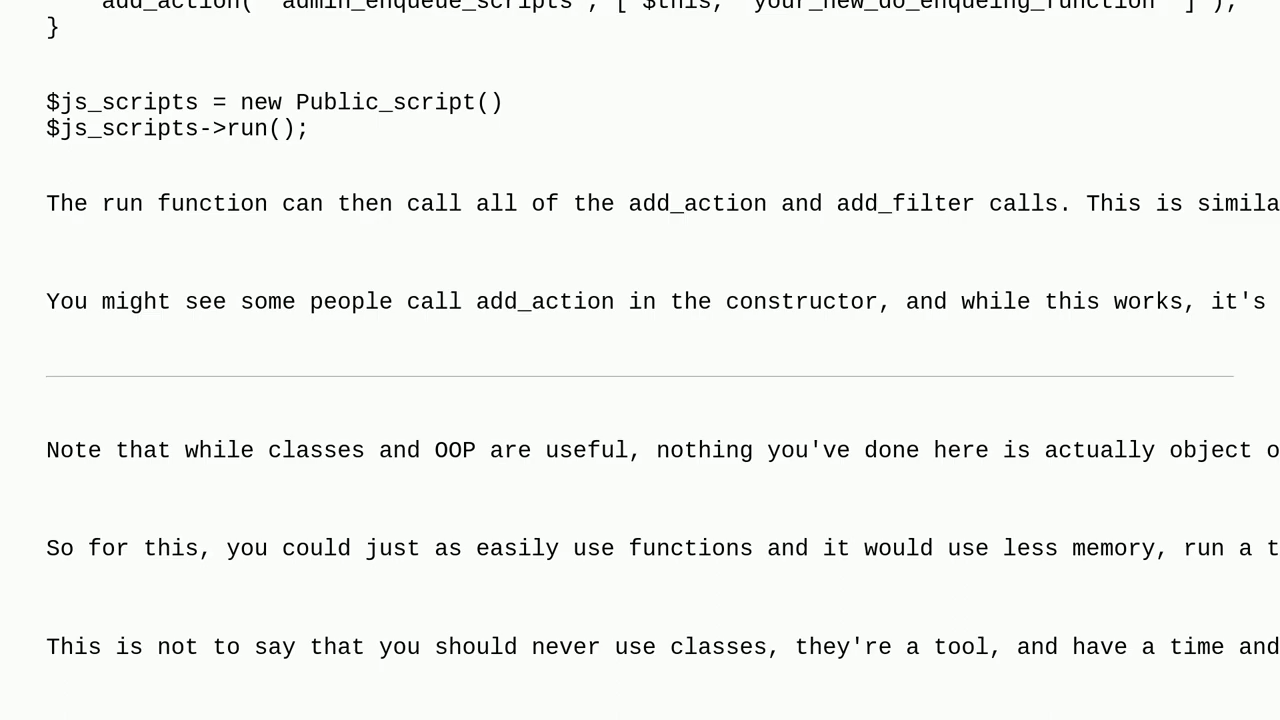 add_action( 'admin_enqueue_scripts', [ $this, 'your_new_do_enqueing_function' ] );
}
$js_scripts = new Public_script()
$js_scripts->run();
The run function can then call all of the add_action and add_filter calls. This is simila
You might see some people call add_action in the constructor, and while this works, it's
Note that while classes and OOP are useful, nothing you've done here is actually object o
So for this, you could just as easily use functions and it would use less memory, run a t
This is not to say that you should never use classes, they're a tool, and have a time and